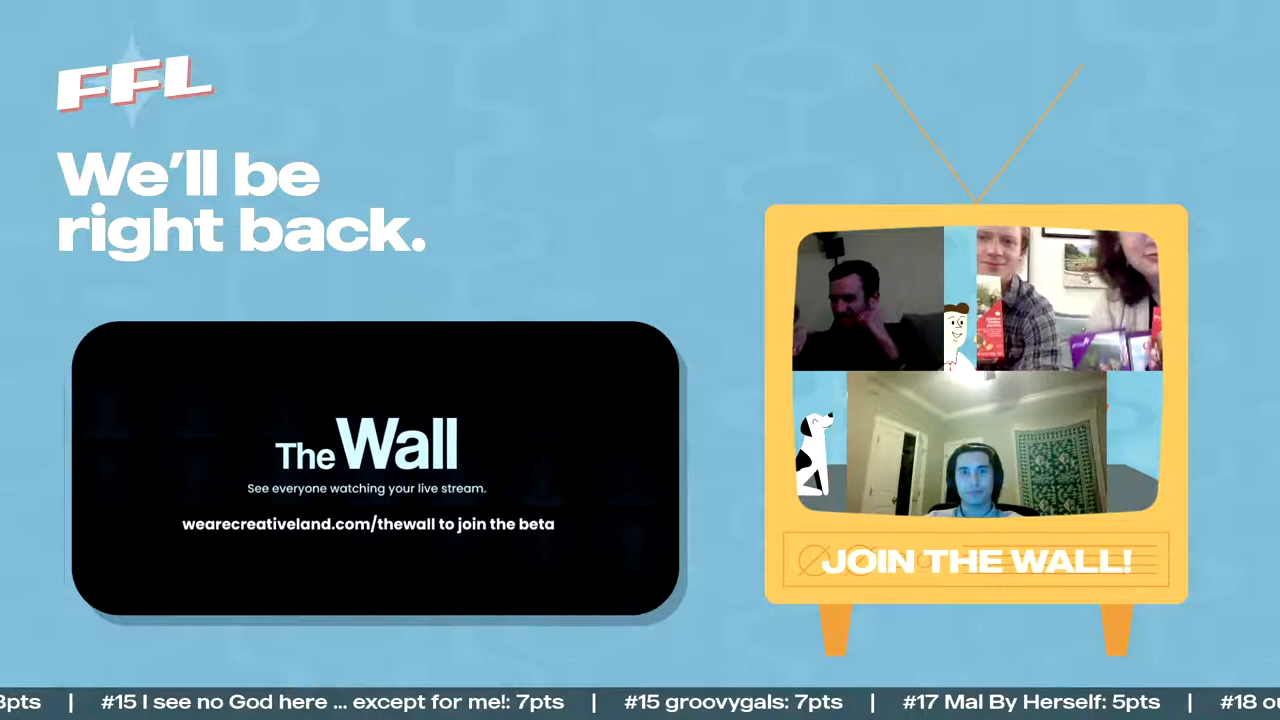 FFL
We'll be
right back.
The Wall
See everyone watching your live stream.
wearecreativeland.com/thewall to join the beta
JOIN THE WALL!
pts | #15 I see no God here ... except for me!: 7pts | #15 groovygals: 7pts | #17 Mal By Herself: 5pts | #18